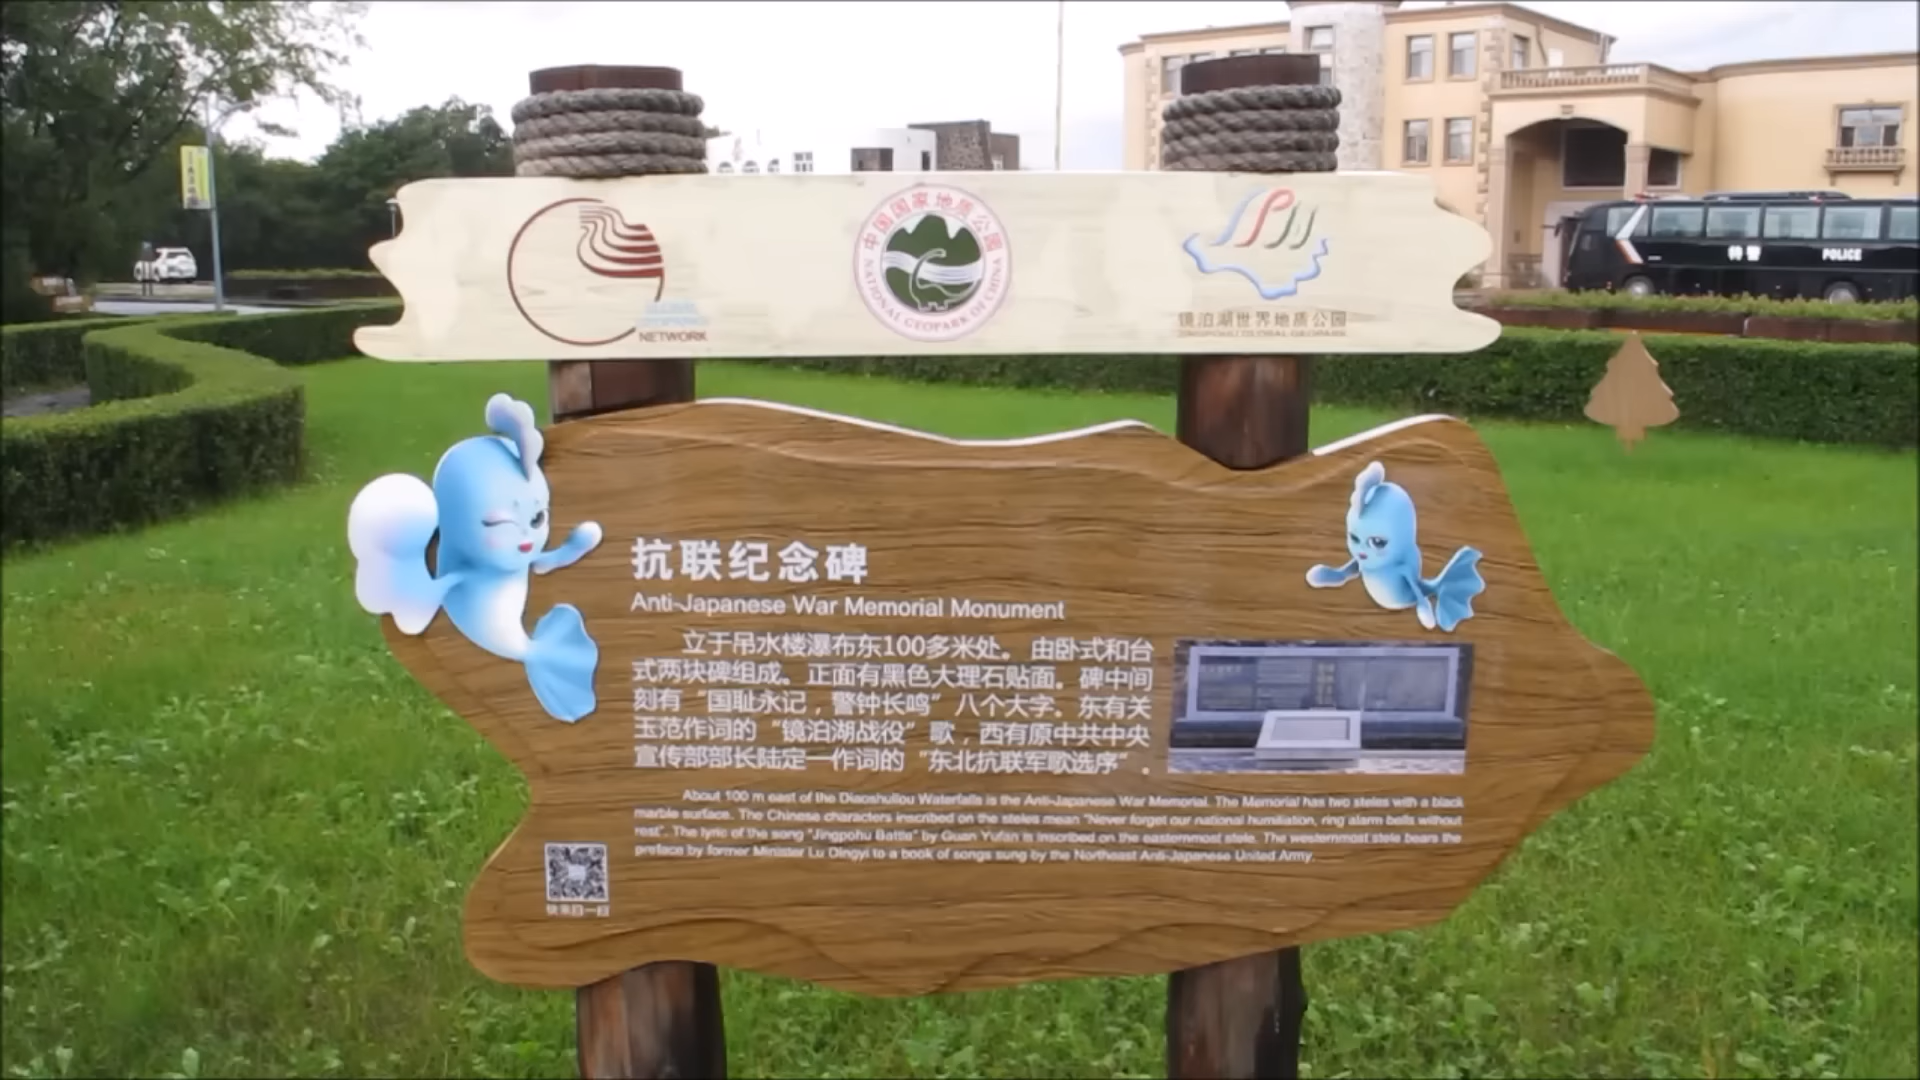 NETWORK
中国国家地质公园
NATIONAL GEOPARK OF CHINA
镜泊湖世界地质公园
JINGPOHU GLOBAL GEOPARK
特警 POLICE
抗联纪念碑
Anti-Japanese War Memorial Monument
立于吊水楼瀑布东100多米处。由卧式和台
式两块碑组成。正面有黑色大理石贴面。碑中间
刻有“国耻永记，警钟长鸣”八个大字。东有关
玉范作词的“镜泊湖战役”歌，西有原中共中央
宣传部部长陆定一作词的“东北抗联军歌选序”。
About 100 m east of the Diaoshuilou Waterfalls is the Anti-Japanese War Memorial. The Memorial has two steles with a black
marble surface. The Chinese characters inscribed on the steles mean "Never forget our national humiliation, ring alarm bells without
rest". The lyric of the song "Jingpohu Battle" by Guan Yufan is inscribed on the easternmost stele. The westernmost stele bears the
preface by former Minister Lu Dingyi to a book of songs sung by the Northeast Anti-Japanese United Army.
快来扫一扫